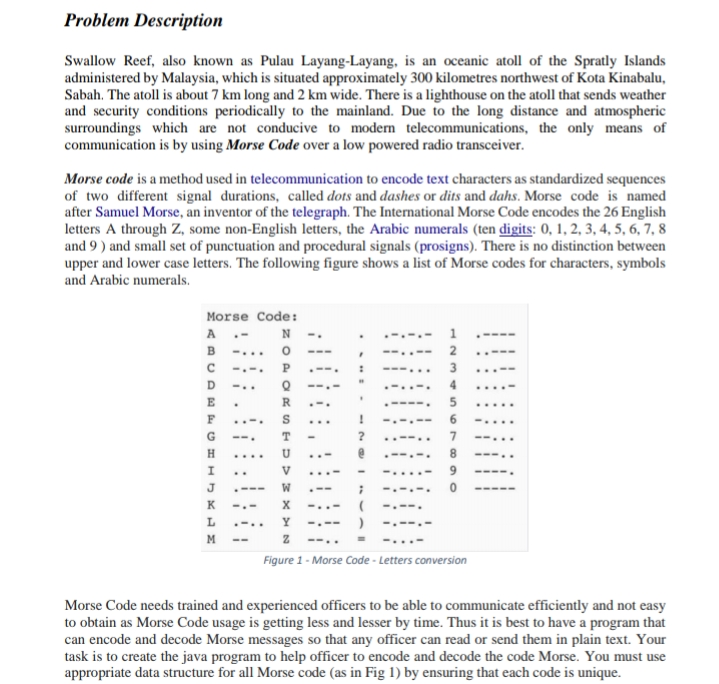 Problem Description
Swallow Reef, also known as Pulau Layang-Layang, is an oceanic atoll of the Spratly Islands
administered by Malaysia, which is situated approximately 300 kilometres northwest of Kota Kinabalu,
Sabah. The atoll is about 7 km long and 2 km wide. There is a lighthouse on the atoll that sends weather
and security conditions periodically to the mainland. Due to the long distance and atmospheric
surroundings which are not conducive to modern telecommunications, the only means of
communication is by using Morse Code over a low powered radio transceiver.
Morse code is a method used in telecommunication to encode text characters as standardized sequences
of two different signal durations, called dots and dashes or dits and dahs. Morse code is named
after Samuel Morse, an inventor of the telegraph. The International Morse Code encodes the 26 English
letters A through Z, some non-English letters, the Arabic numerals (ten digits: 0, 1, 2, 3, 4, 5, 6, 7, 8
and 9 ) and small set of punctuation and procedural signals (prosigns). There is no distinction between
upper and lower case letters. The following figure shows a list of Morse codes for characters, symbols
and Arabic numerals.
Morse Code:
A .- N -. . .-.-.- 1 .----
B -... O --- , --..-- 2 ..---
C -.-. P .--. : ---... 3 ...--
D -.. Q --.- " .-..-. 4 ....-
E . R .-. ' .----. 5 .....
F ..-. S ... ! -.-.-- 6 -....
G --. T - ? ..--.. 7 --...
H .... U ..- @ .--.-. 8 ---..
I .. V ...- - -....- 9 ----.
J .--- W .-- ; -.-.-. 0 -----
K -.- X -..- ( -.--.
L .-.. Y -.-- ) -.--.-
M -- Z --.. = -...-
Figure 1 - Morse Code - Letters conversion
Morse Code needs trained and experienced officers to be able to communicate efficiently and not easy
to obtain as Morse Code usage is getting less and lesser by time. Thus it is best to have a program that
can encode and decode Morse messages so that any officer can read or send them in plain text. Your
task is to create the java program to help officer to encode and decode the code Morse. You must use
appropriate data structure for all Morse code (as in Fig 1) by ensuring that each code is unique.